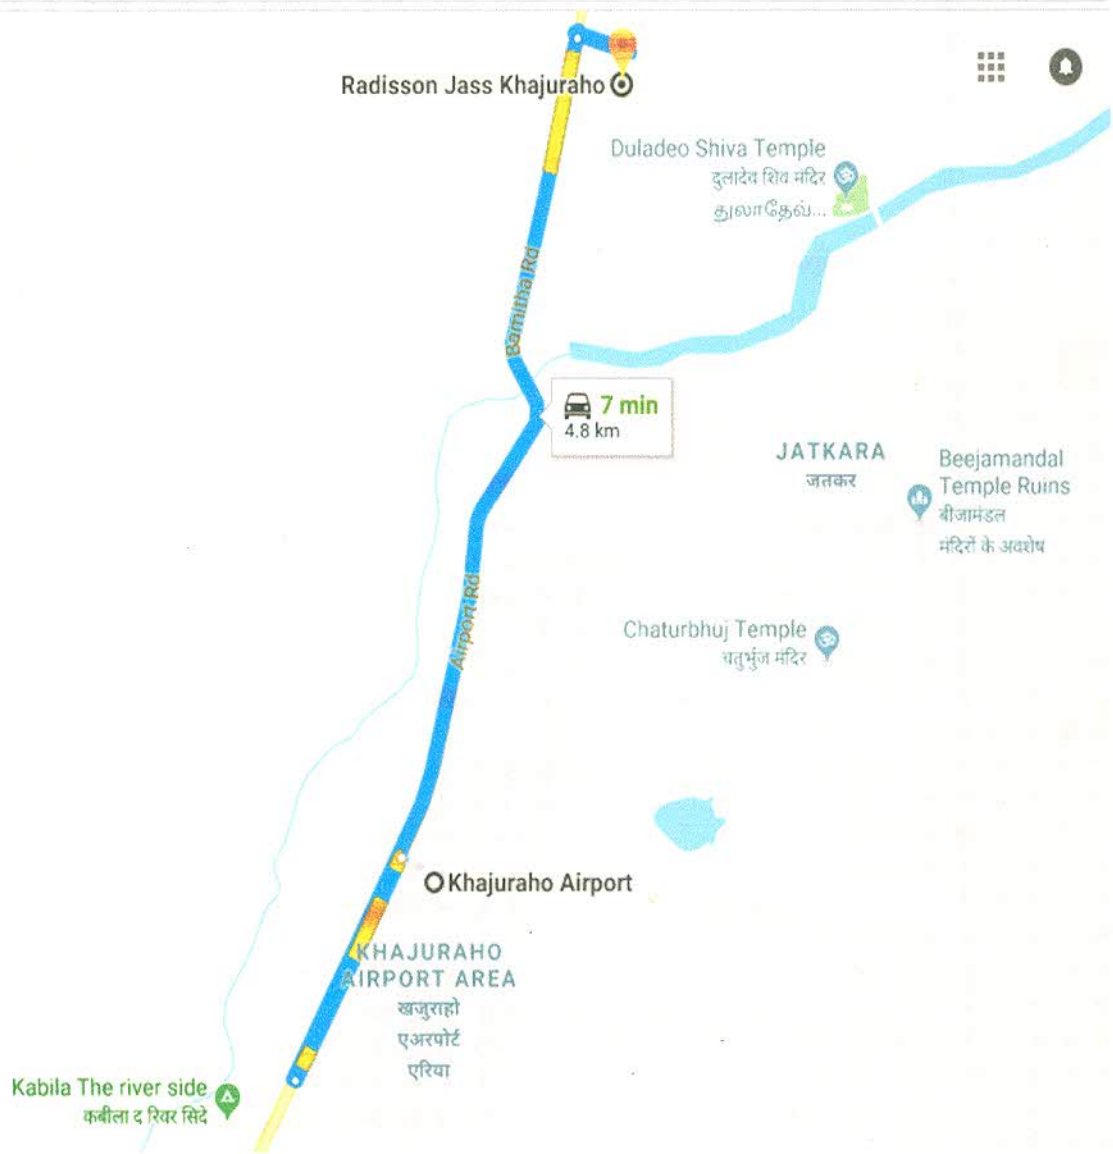 Radisson Jass Khajuraho
Duladeo Shiva Temple
दुलादेव शिव मंदिर
துலாதேவ்...
Bamitha Rd
7 min
4.8 km
JATKARA
जतकर
Beejamandal
Temple Ruins
बीजामंडल
मंदिरों के अवशेष
Airport Rd
Chaturbhuj Temple
चतुर्भुज मंदिर
Khajuraho Airport
KHAJURAHO
AIRPORT AREA
खजुराहो
एअरपोर्ट
एरिया
Kabila The river side
कबीला द रिवर सिदे